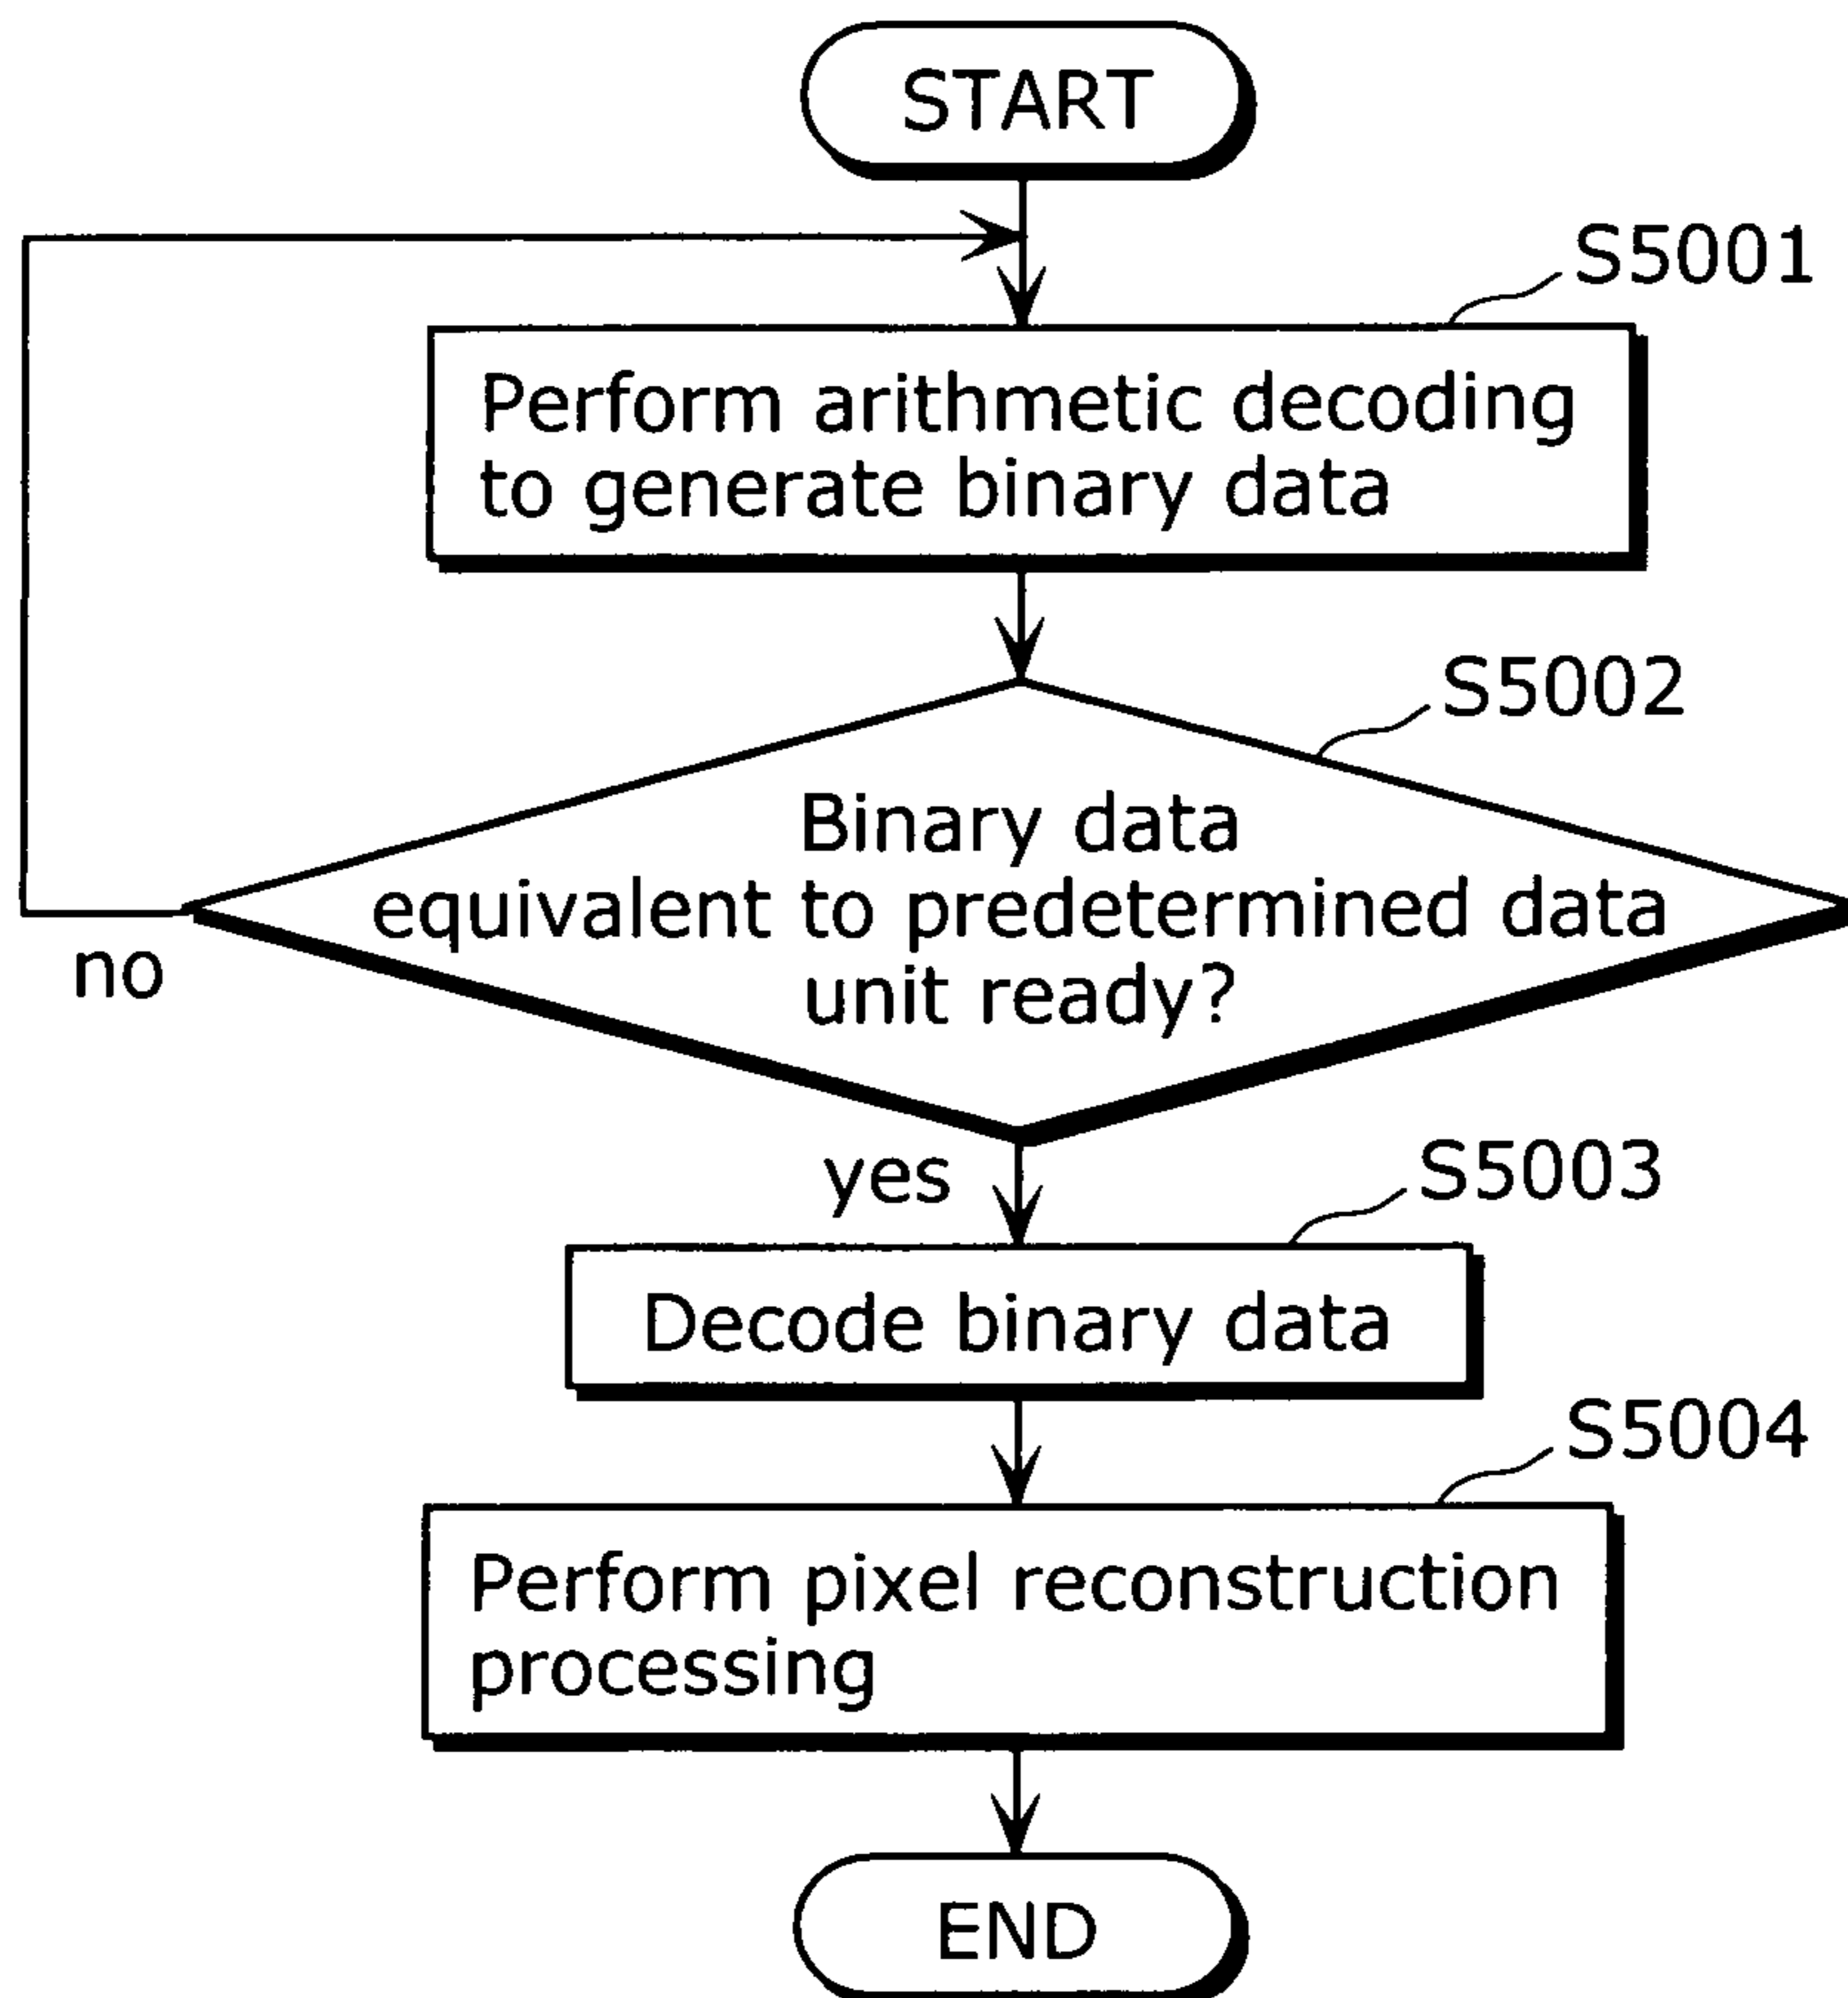 START
S5001
Perform arithmetic decoding
to generate binary data
S5002
Binary data
equivalent to predetermined data
unit ready?
no
yes
S5003
Decode binary data
S5004
Perform pixel reconstruction
processing
END